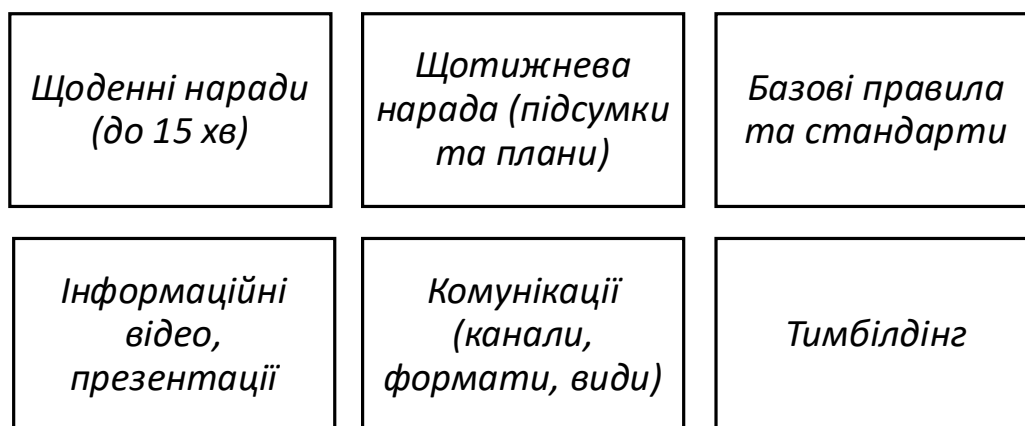 Щоденні наради
(до 15 хв)
Щотижнева
нарада (підсумки
та плани)
Базові правила
та стандарти
Інформаційні
відео,
презентації
Комунікації
(канали,
формати, види)
Тимбілдінг